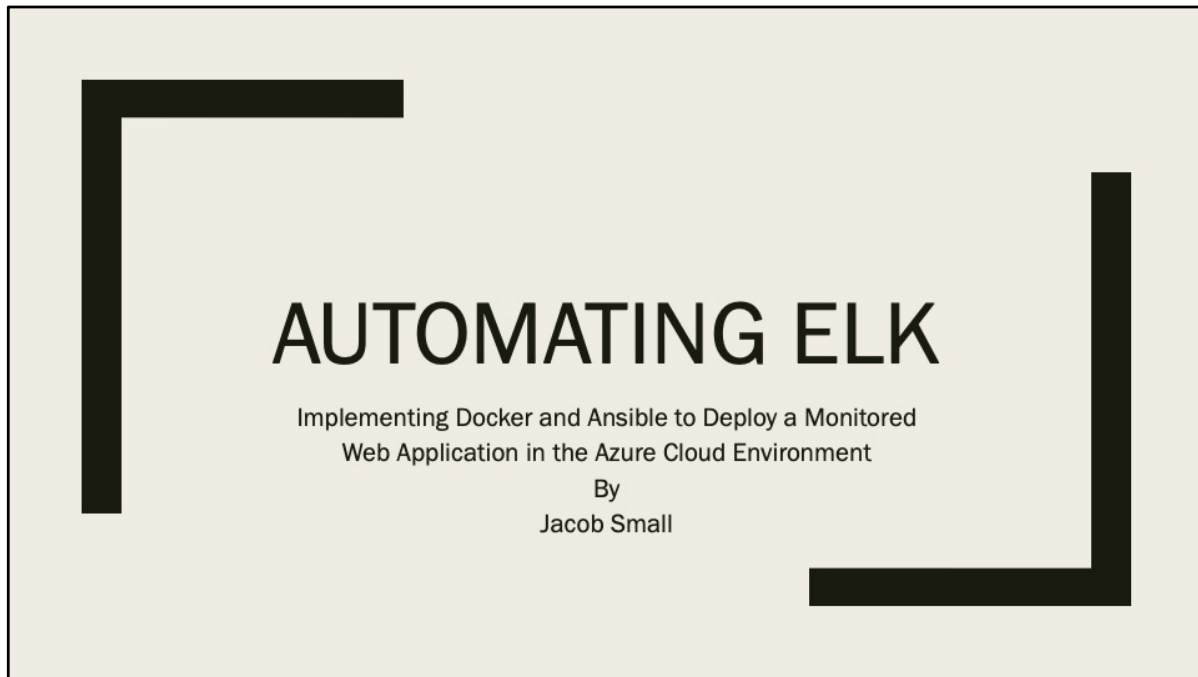 AUTOMATING ELK
Implementing Docker and Ansible to Deploy a Monitored
Web Application in the Azure Cloud Environment
By
Jacob Small